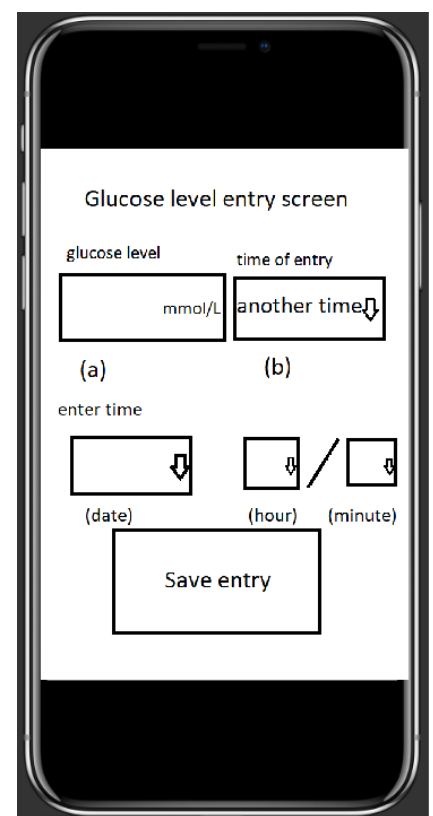 Glucose level entry screen
glucose level
time of entry
mmol/L
another time
(a)
(b)
enter time
/
(date)
(hour)
(minute)
Save entry